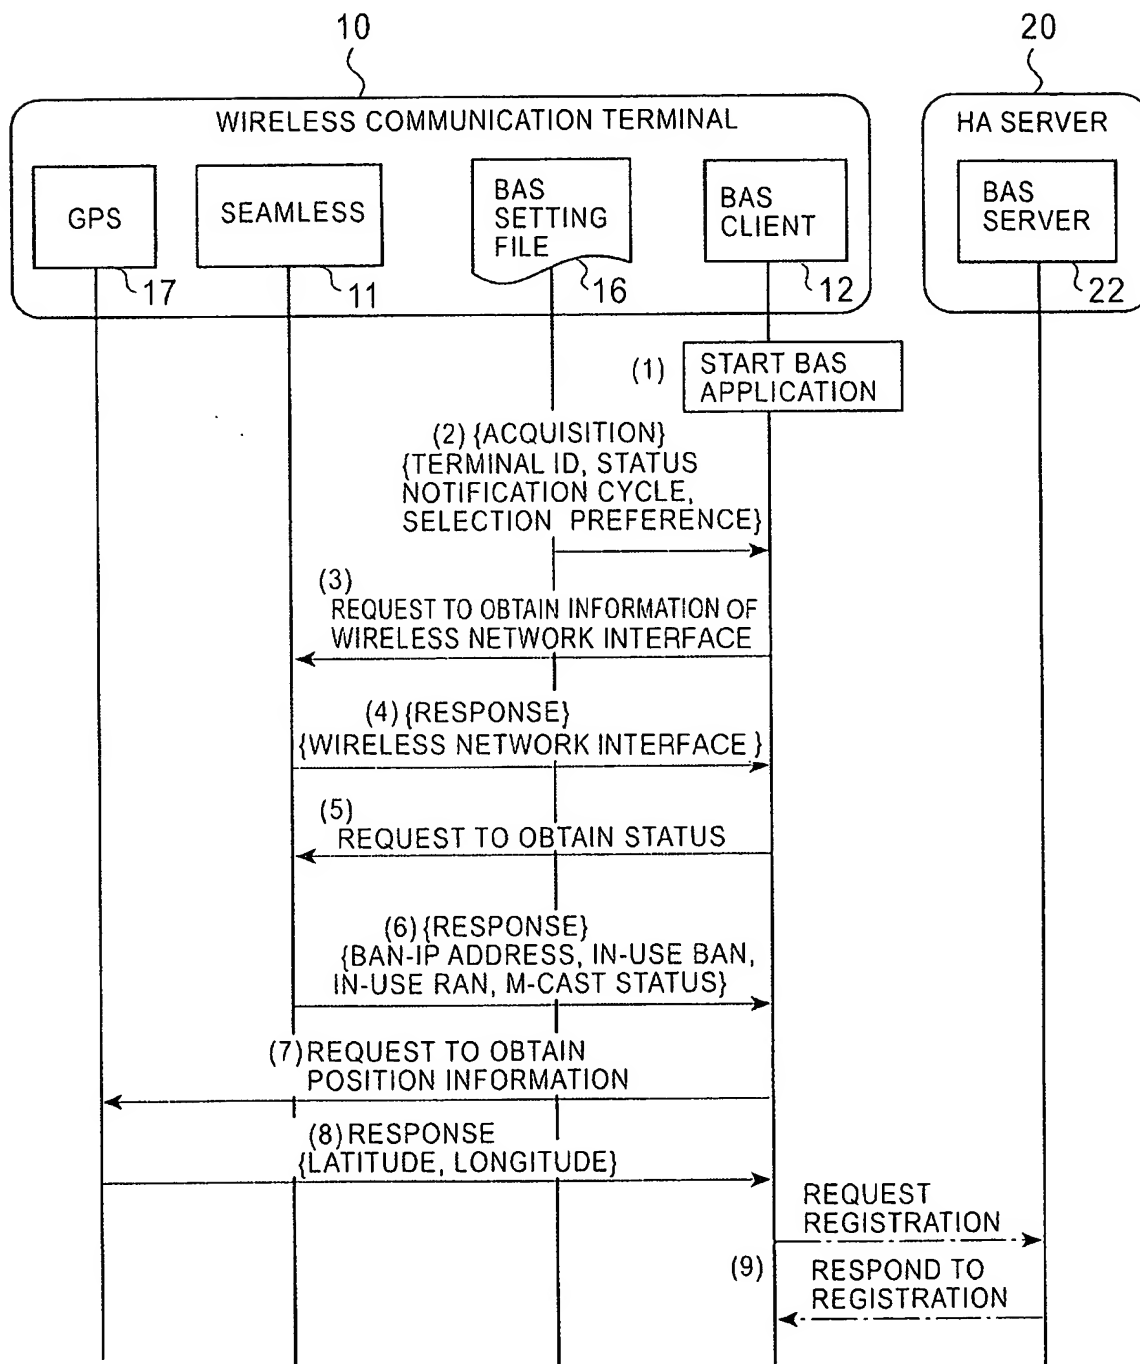 10
20
WIRELESS COMMUNICATION TERMINAL
HA SERVER
GPS
17
SEAMLESS
11
BAS
SETTING
FILE
16
BAS
CLIENT
12
BAS
SERVER
22
(1)
START BAS
APPLICATION
(2) {ACQUISITION}
{TERMINAL ID, STATUS
NOTIFICATION CYCLE,
SELECTION PREFERENCE}
(3)
REQUEST TO OBTAIN INFORMATION OF
WIRELESS NETWORK INTERFACE
(4) {RESPONSE}
{WIRELESS NETWORK INTERFACE}
(5)
REQUEST TO OBTAIN STATUS
(6) {RESPONSE}
{BAN-IP ADDRESS, IN-USE BAN,
IN-USE RAN, M-CAST STATUS}
(7) REQUEST TO OBTAIN
POSITION INFORMATION
(8) RESPONSE
{LATITUDE, LONGITUDE}
REQUEST
REGISTRATION
(9)
RESPOND TO
REGISTRATION